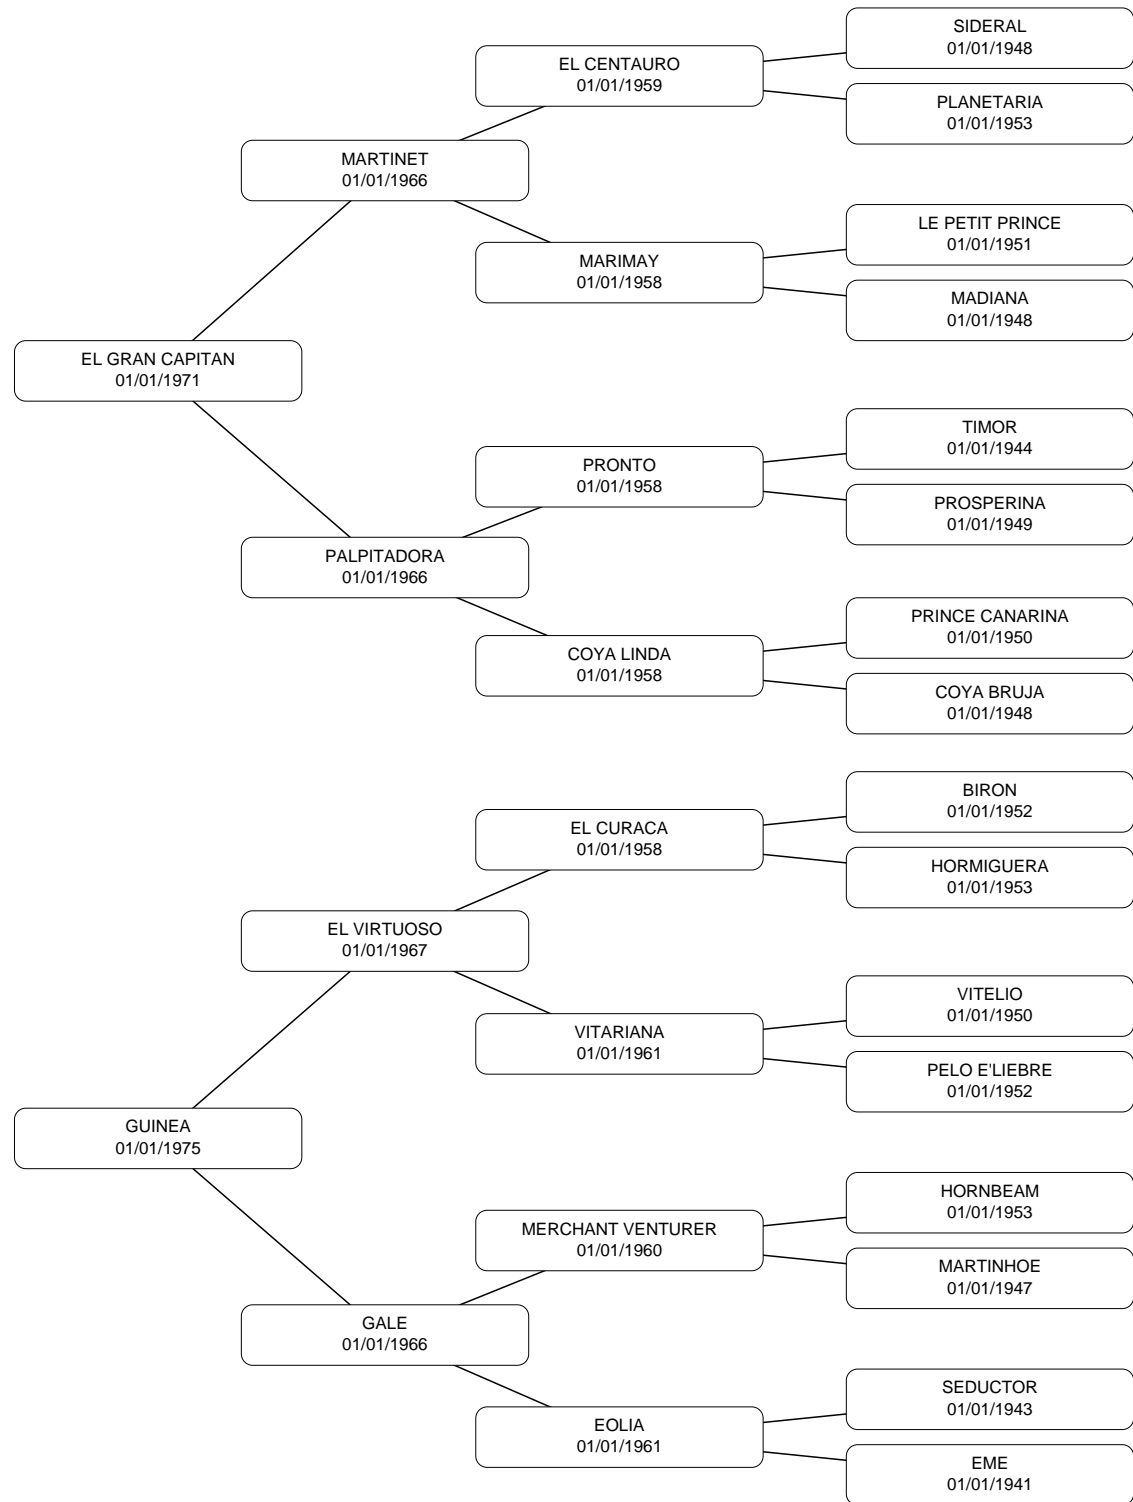 SIDERAL
01/01/1948
EL CENTAURO
01/01/1959
PLANETARIA
01/01/1953
MARTINET
01/01/1966
LE PETIT PRINCE
01/01/1951
MARIMAY
01/01/1958
MADIANA
01/01/1948
EL GRAN CAPITAN
01/01/1971
TIMOR
01/01/1944
PRONTO
01/01/1958
PROSPERINA
01/01/1949
PALPITADORA
01/01/1966
PRINCE CANARINA
01/01/1950
COYA LINDA
01/01/1958
COYA BRUJA
01/01/1948
BIRON
01/01/1952
EL CURACA
01/01/1958
HORMIGUERA
01/01/1953
EL VIRTUOSO
01/01/1967
VITELIO
01/01/1950
VITARIANA
01/01/1961
PELO E'LIEBRE
01/01/1952
GUINEA
01/01/1975
HORNBEAM
01/01/1953
MERCHANT VENTURER
01/01/1960
MARTINHOE
01/01/1947
GALE
01/01/1966
SEDUCTOR
01/01/1943
EOLIA
01/01/1961
EME
01/01/1941